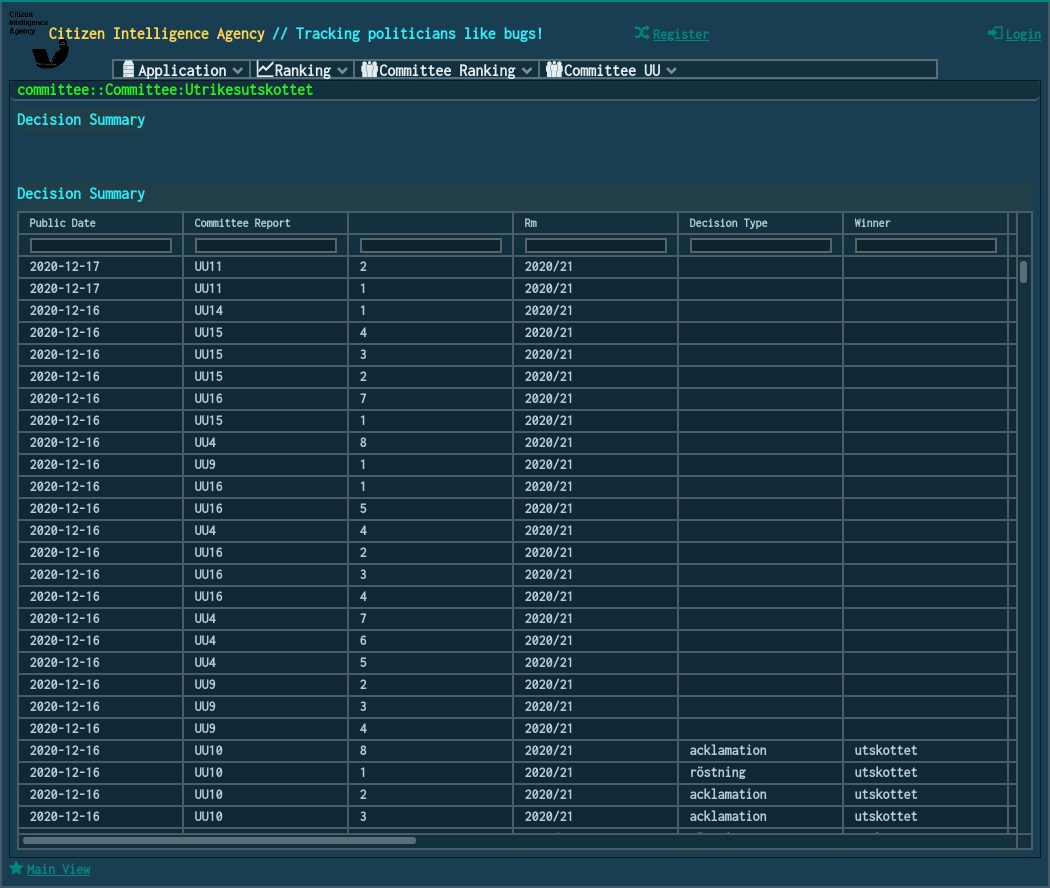 Citizen
Intelligence
Agency
Citizen Intelligence Agency // Tracking politicians like bugs!
Register
Login
Application Ranking Committee Ranking Committee UU
committee::Committee:Utrikesutskottet
Decision Summary
Decision Summary
Public Date Committee Report Rm Decision Type Winner
2020-12-17 UU11 2 2020/21
2020-12-17 UU11 1 2020/21
2020-12-16 UU14 1 2020/21
2020-12-16 UU15 4 2020/21
2020-12-16 UU15 3 2020/21
2020-12-16 UU15 2 2020/21
2020-12-16 UU16 7 2020/21
2020-12-16 UU15 1 2020/21
2020-12-16 UU4 8 2020/21
2020-12-16 UU9 1 2020/21
2020-12-16 UU16 1 2020/21
2020-12-16 UU16 5 2020/21
2020-12-16 UU4 4 2020/21
2020-12-16 UU16 2 2020/21
2020-12-16 UU16 3 2020/21
2020-12-16 UU16 4 2020/21
2020-12-16 UU4 7 2020/21
2020-12-16 UU4 6 2020/21
2020-12-16 UU4 5 2020/21
2020-12-16 UU9 2 2020/21
2020-12-16 UU9 3 2020/21
2020-12-16 UU9 4 2020/21
2020-12-16 UU10 8 2020/21 acklamation utskottet
2020-12-16 UU10 1 2020/21 röstning utskottet
2020-12-16 UU10 2 2020/21 acklamation utskottet
2020-12-16 UU10 3 2020/21 acklamation utskottet
Main View